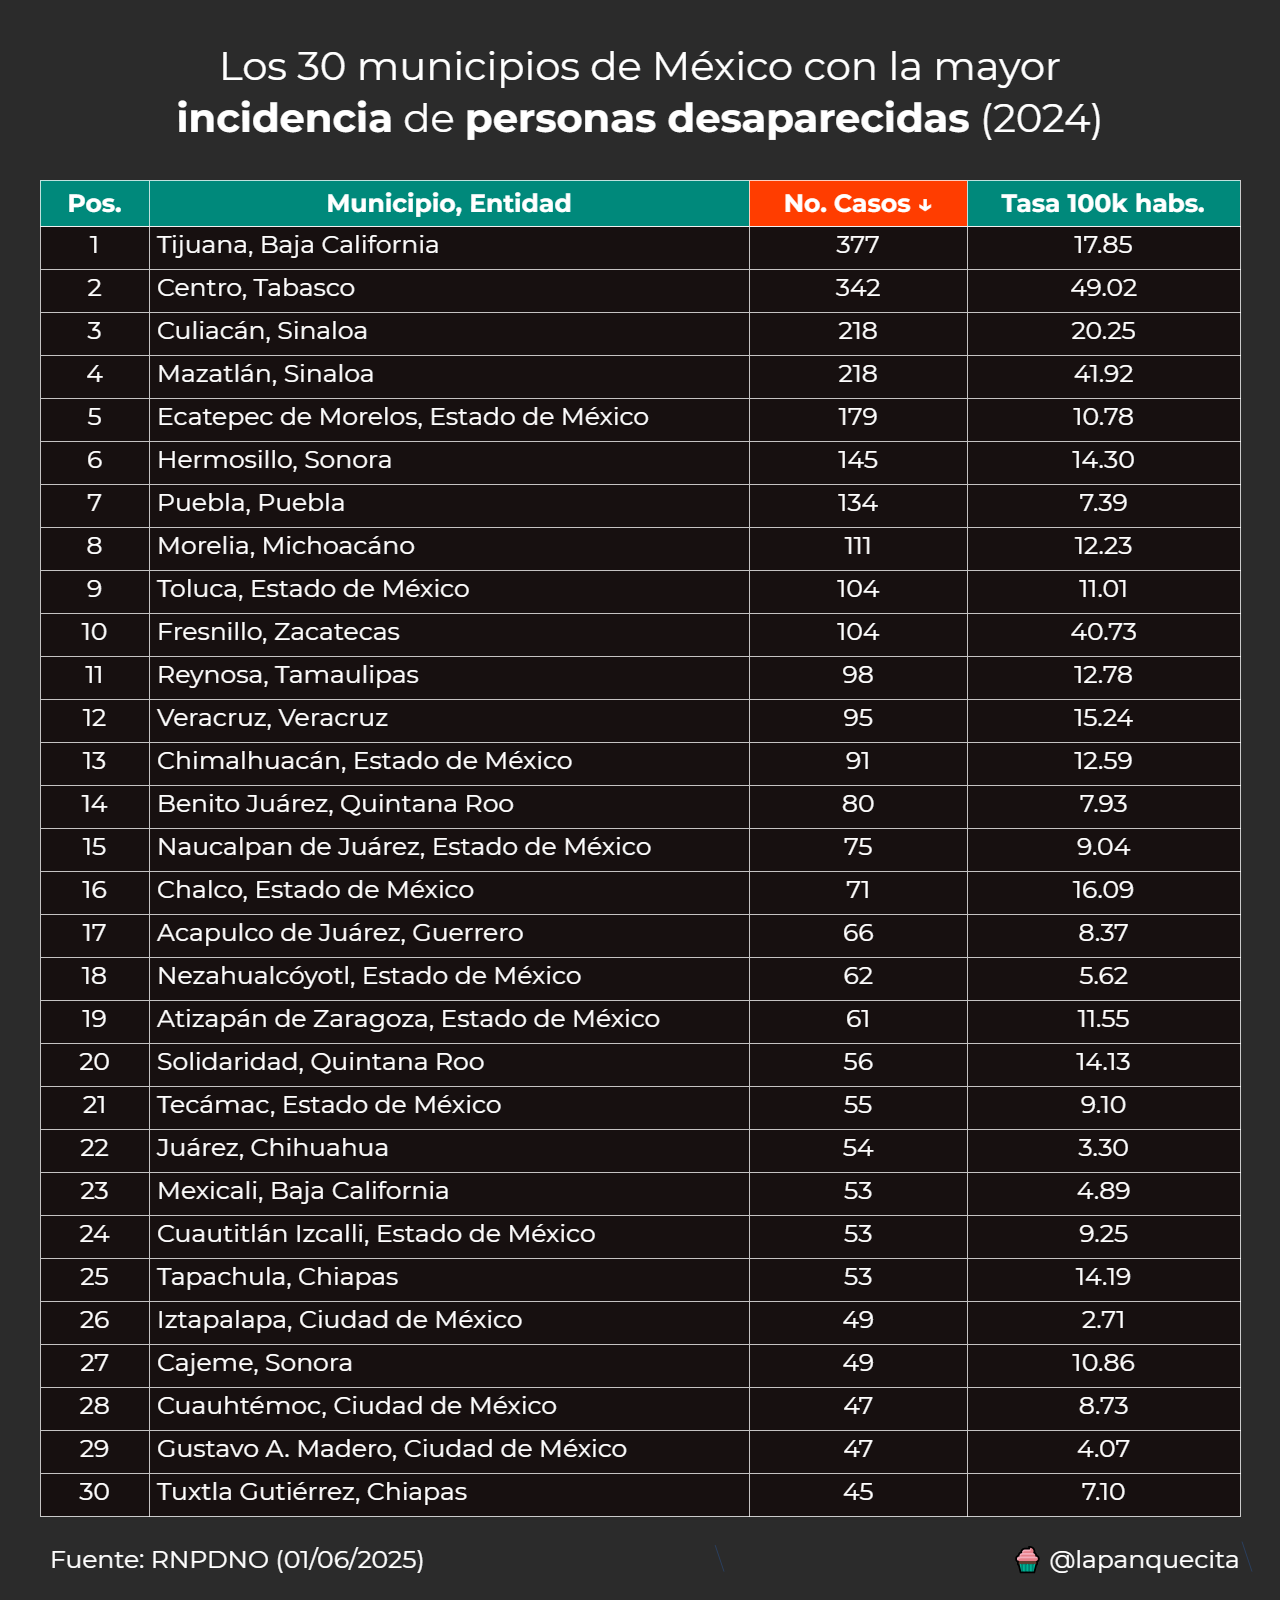 Los 30 municipios de México con la mayor
incidencia de personas desaparecidas (2024)
Pos. Municipio, Entidad No. Casos ↓ Tasa 100k habs.
1 Tijuana, Baja California 377 17.85
2 Centro, Tabasco 342 49.02
3 Culiacán, Sinaloa 218 20.25
4 Mazatlán, Sinaloa 218 41.92
5 Ecatepec de Morelos, Estado de México 179 10.78
6 Hermosillo, Sonora 145 14.30
7 Puebla, Puebla 134 7.39
8 Morelia, Michoacáno 111 12.23
9 Toluca, Estado de México 104 11.01
10 Fresnillo, Zacatecas 104 40.73
11 Reynosa, Tamaulipas 98 12.78
12 Veracruz, Veracruz 95 15.24
13 Chimalhuacán, Estado de México 91 12.59
14 Benito Juárez, Quintana Roo 80 7.93
15 Naucalpan de Juárez, Estado de México 75 9.04
16 Chalco, Estado de México 71 16.09
17 Acapulco de Juárez, Guerrero 66 8.37
18 Nezahualcóyotl, Estado de México 62 5.62
19 Atizapán de Zaragoza, Estado de México 61 11.55
20 Solidaridad, Quintana Roo 56 14.13
21 Tecámac, Estado de México 55 9.10
22 Juárez, Chihuahua 54 3.30
23 Mexicali, Baja California 53 4.89
24 Cuautitlán Izcalli, Estado de México 53 9.25
25 Tapachula, Chiapas 53 14.19
26 Iztapalapa, Ciudad de México 49 2.71
27 Cajeme, Sonora 49 10.86
28 Cuauhtémoc, Ciudad de México 47 8.73
29 Gustavo A. Madero, Ciudad de México 47 4.07
30 Tuxtla Gutiérrez, Chiapas 45 7.10
Fuente: RNPDNO (01/06/2025) @lapanquecita